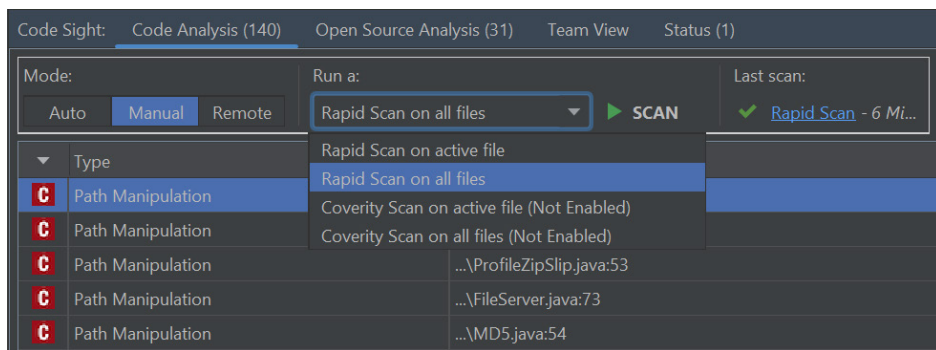 Code Sight: Code Analysis (140) Open Source Analysis (31) Team View Status (1)
Mode: Run a: Last scan:
Auto Manual Remote Rapid Scan on all files SCAN Rapid Scan - 6 Mi...
Type
Rapid Scan on active file
Rapid Scan on all files
Coverity Scan on active file (Not Enabled)
Coverity Scan on all files (Not Enabled)
C Path Manipulation
C Path Manipulation
C Path Manipulation ...\ProfileZipSlip.java:53
C Path Manipulation ...\FileServer.java:73
C Path Manipulation ...\MD5.java:54